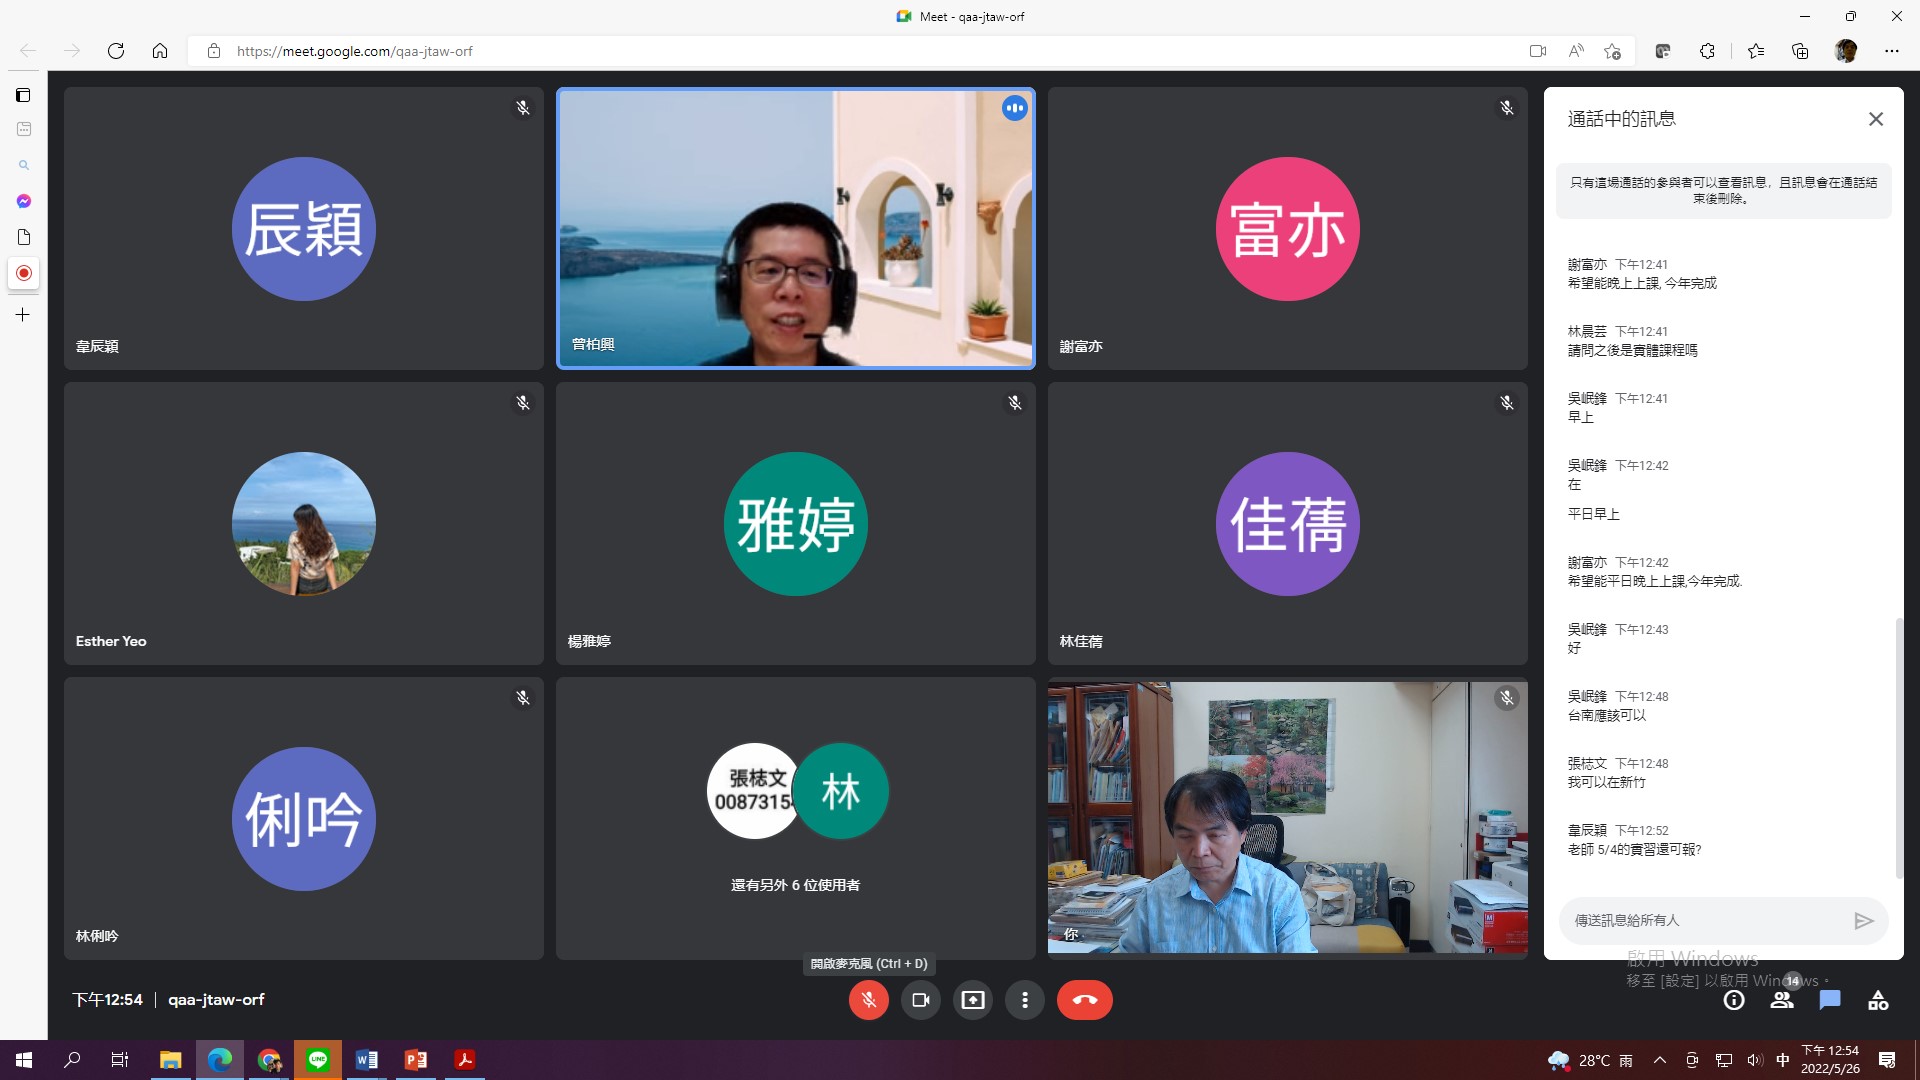 Meet - qaa-jtaw-orf
https://meet.google.com/qaa-jtaw-orf
辰穎
韋辰穎
曾柏興
富亦
謝富亦
Esther Yeo
雅婷
楊雅婷
佳蒨
林佳蒨
俐吟
林俐吟
張梽文
0087315
林
還有另外 6 位使用者
你
通話中的訊息
只有這場通話的參與者可以查看訊息，且訊息會在通話結
束後刪除。
謝富亦 下午12:41
希望能晚上上課, 今年完成
林晨芸 下午12:41
請問之後是實體課程嗎
吳岷鋒 下午12:41
早上
吳岷鋒 下午12:42
在
平日早上
謝富亦 下午12:42
希望能平日晚上上課,今年完成.
吳岷鋒 下午12:43
好
吳岷鋒 下午12:48
台南應該可以
張梽文 下午12:48
我可以在新竹
韋辰穎 下午12:52
老師 5/4的實習還可報?
傳送訊息給所有人
啟用 Windows
移至 [設定] 以啟用 Windows。
開啟麥克風 (Ctrl + D)
下午12:54 | qaa-jtaw-orf
14
28°C 雨
中
下午 12:54
2022/5/26